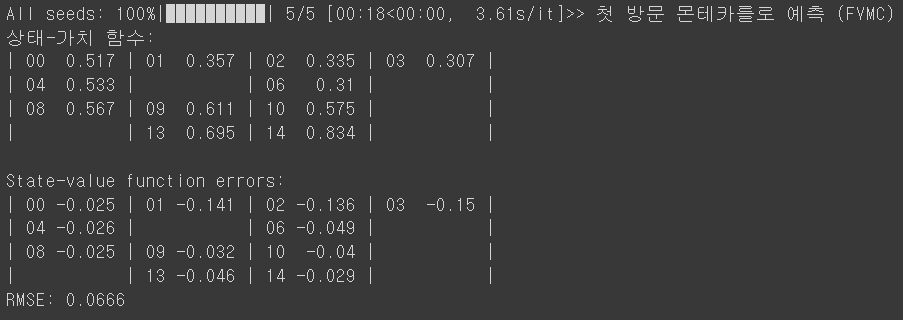 All seeds: 100%|██████████| 5/5 [00:18<00:00,  3.61s/it]>> 첫 방문 몬테카를로 예측 (FVMC)
상태-가치 함수:
| 00  0.517 | 01  0.357 | 02  0.335 | 03  0.307 |
| 04  0.533 |           | 06   0.31 |           |
| 08  0.567 | 09  0.611 | 10  0.575 |           |
|           | 13  0.695 | 14  0.834 |           |
State-value function errors:
| 00 -0.025 | 01 -0.141 | 02 -0.136 | 03  -0.15 |
| 04 -0.026 |           | 06 -0.049 |           |
| 08 -0.025 | 09 -0.032 | 10  -0.04 |           |
|           | 13 -0.046 | 14 -0.029 |           |
RMSE: 0.0666